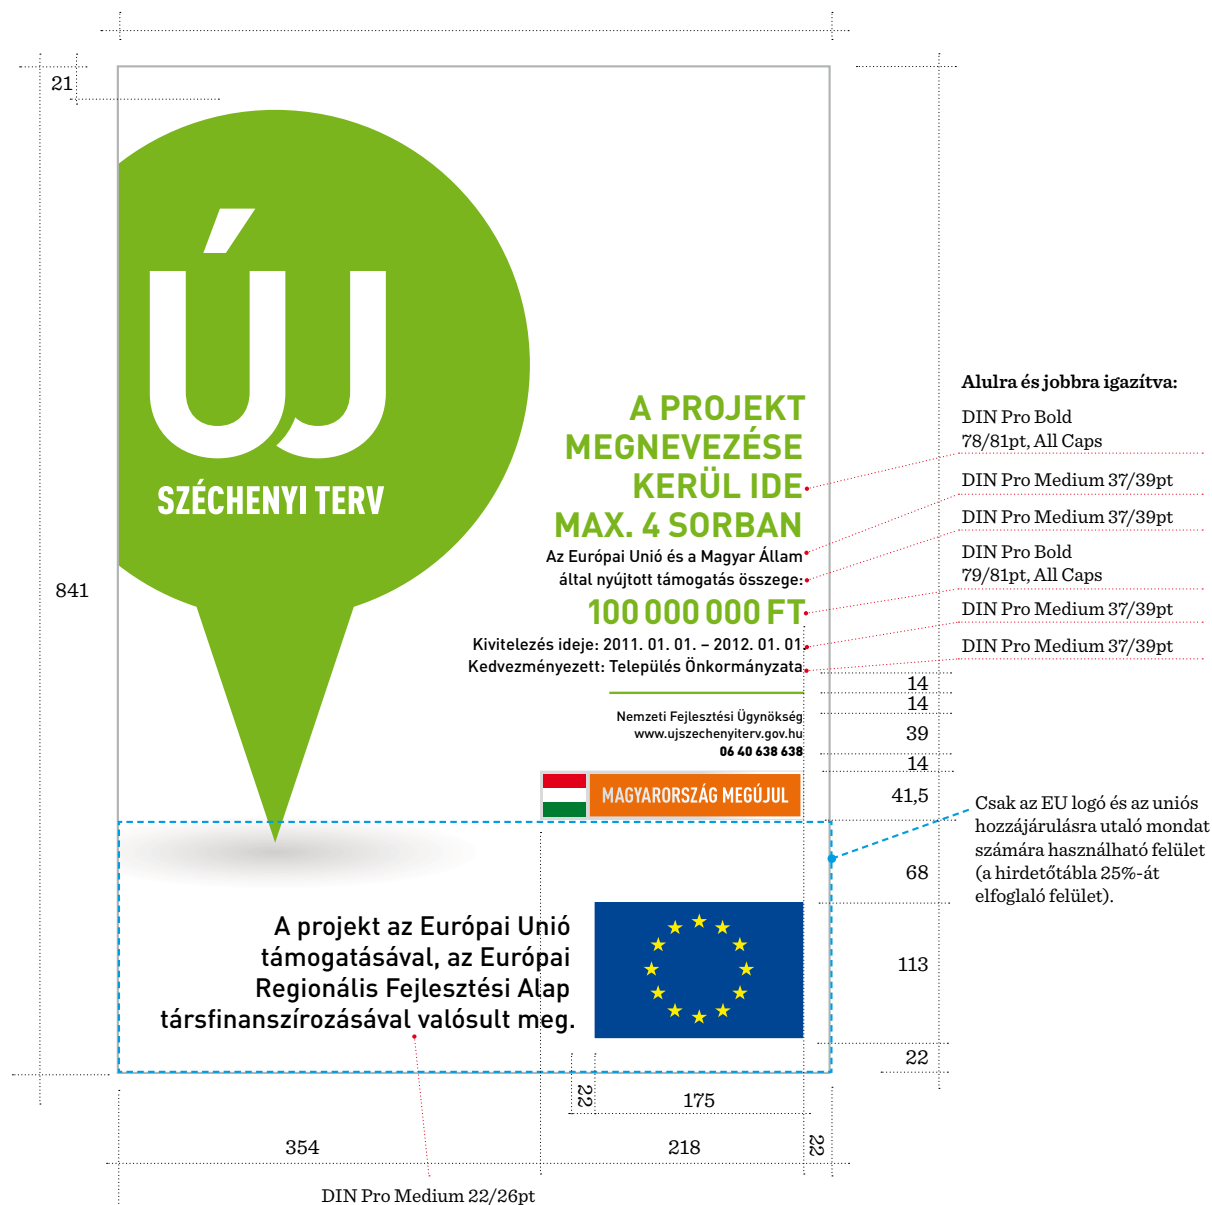 21
ÚJ
SZÉCHENYI TERV
841
A PROJEKT
MEGNEVEZÉSE
KERÜL IDE
MAX. 4 SORBAN
Az Európai Unió és a Magyar Állam
által nyújtott támogatás összege:
100 000 000 FT
Kivitelezés ideje: 2011. 01. 01. – 2012. 01. 01.
Kedvezményezett: Település Önkormányzata
Nemzeti Fejlesztési Ügynökség
www.ujszechenyiterv.gov.hu
06 40 638 638
MAGYARORSZÁG MEGÚJUL
Alulra és jobbra igazítva:
DIN Pro Bold
78/81pt, All Caps
DIN Pro Medium 37/39pt
DIN Pro Medium 37/39pt
DIN Pro Bold
79/81pt, All Caps
DIN Pro Medium 37/39pt
DIN Pro Medium 37/39pt
14
14
39
14
41,5
68
113
22
Csak az EU logó és az uniós
hozzájárulásra utaló mondat
számára használható felület
(a hirdetőtábla 25%-át
elfoglaló felület).
A projekt az Európai Unió
támogatásával, az Európai
Regionális Fejlesztési Alap
társfinanszírozásával valósult meg.
22
175
354
218
22
DIN Pro Medium 22/26pt